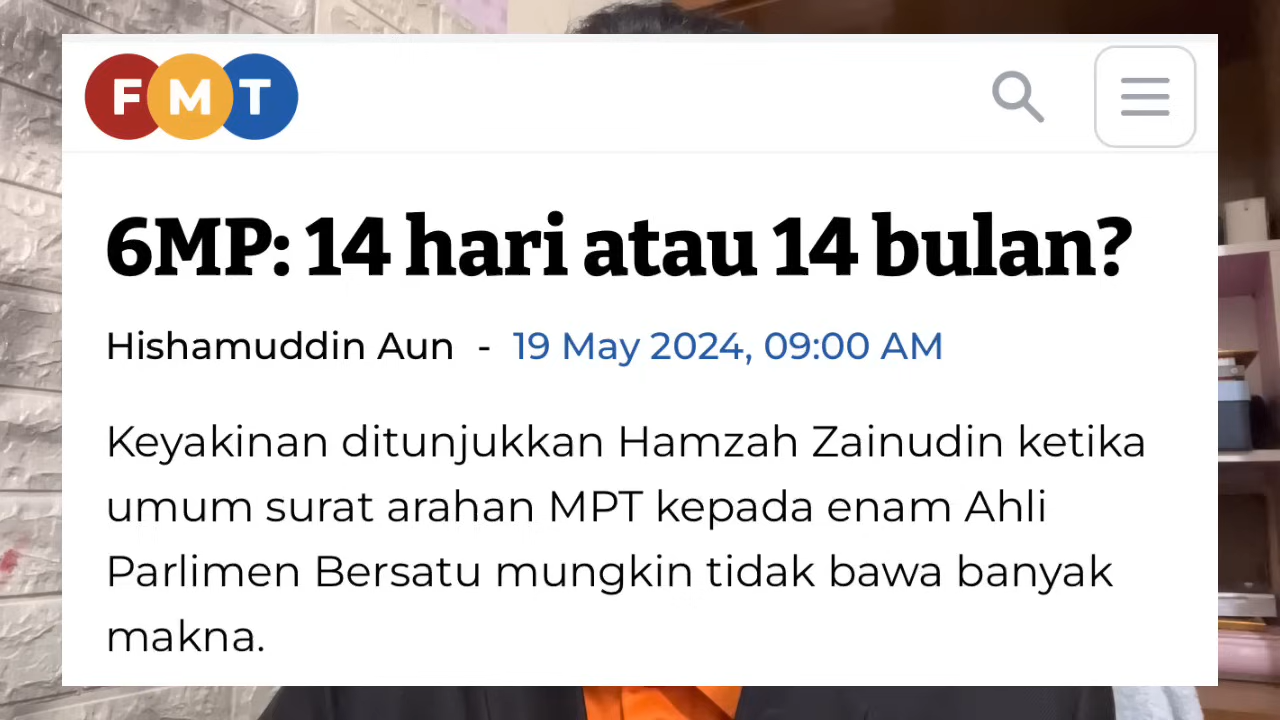 FMT
6MP: 14 hari atau 14 bulan?
Hishamuddin Aun - 19 May 2024, 09:00 AM
Keyakinan ditunjukkan Hamzah Zainudin ketika
umum surat arahan MPT kepada enam Ahli
Parlimen Bersatu mungkin tidak bawa banyak
makna.